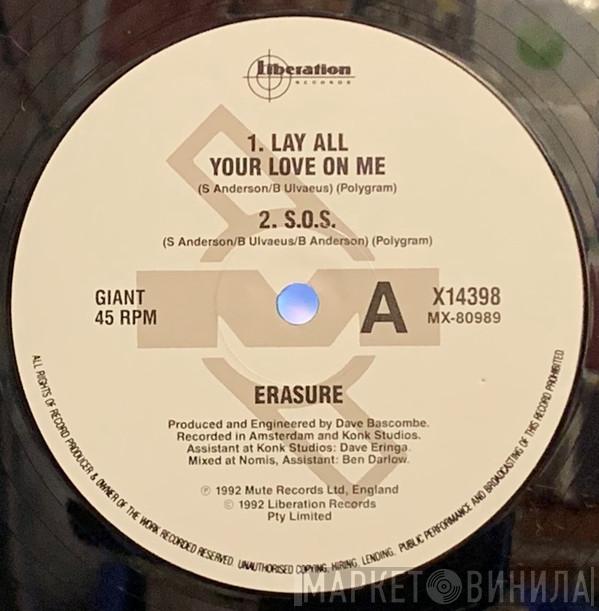 Liberation
RECORDS
1. LAY ALL
YOUR LOVE ON ME
(S Anderson/B Ulvaeus) (Polygram)
2. S.O.S.
(S Anderson/B Ulvaeus/B Anderson) (Polygram)
GIANT
45 RPM
A
X14398
MX-80989
ERASURE
Produced and Engineered by Dave Bascombe.
Recorded in Amsterdam and Konk Studios.
Assistant at Konk Studios: Dave Eringa.
Mixed at Nomis, Assistant: Ben Darlow.
℗ 1992 Mute Records Ltd, England
© 1992 Liberation Records
Pty Limited
ALL RIGHTS OF RECORD PRODUCER & OWNER OF THE WORK RECORDED RESERVED. UNAUTHORISED COPYING, HIRING, LENDING, PUBLIC PERFORMANCE AND BROADCASTING OF THIS RECORD PROHIBITED
МАРКЕТ ВИНИЛА